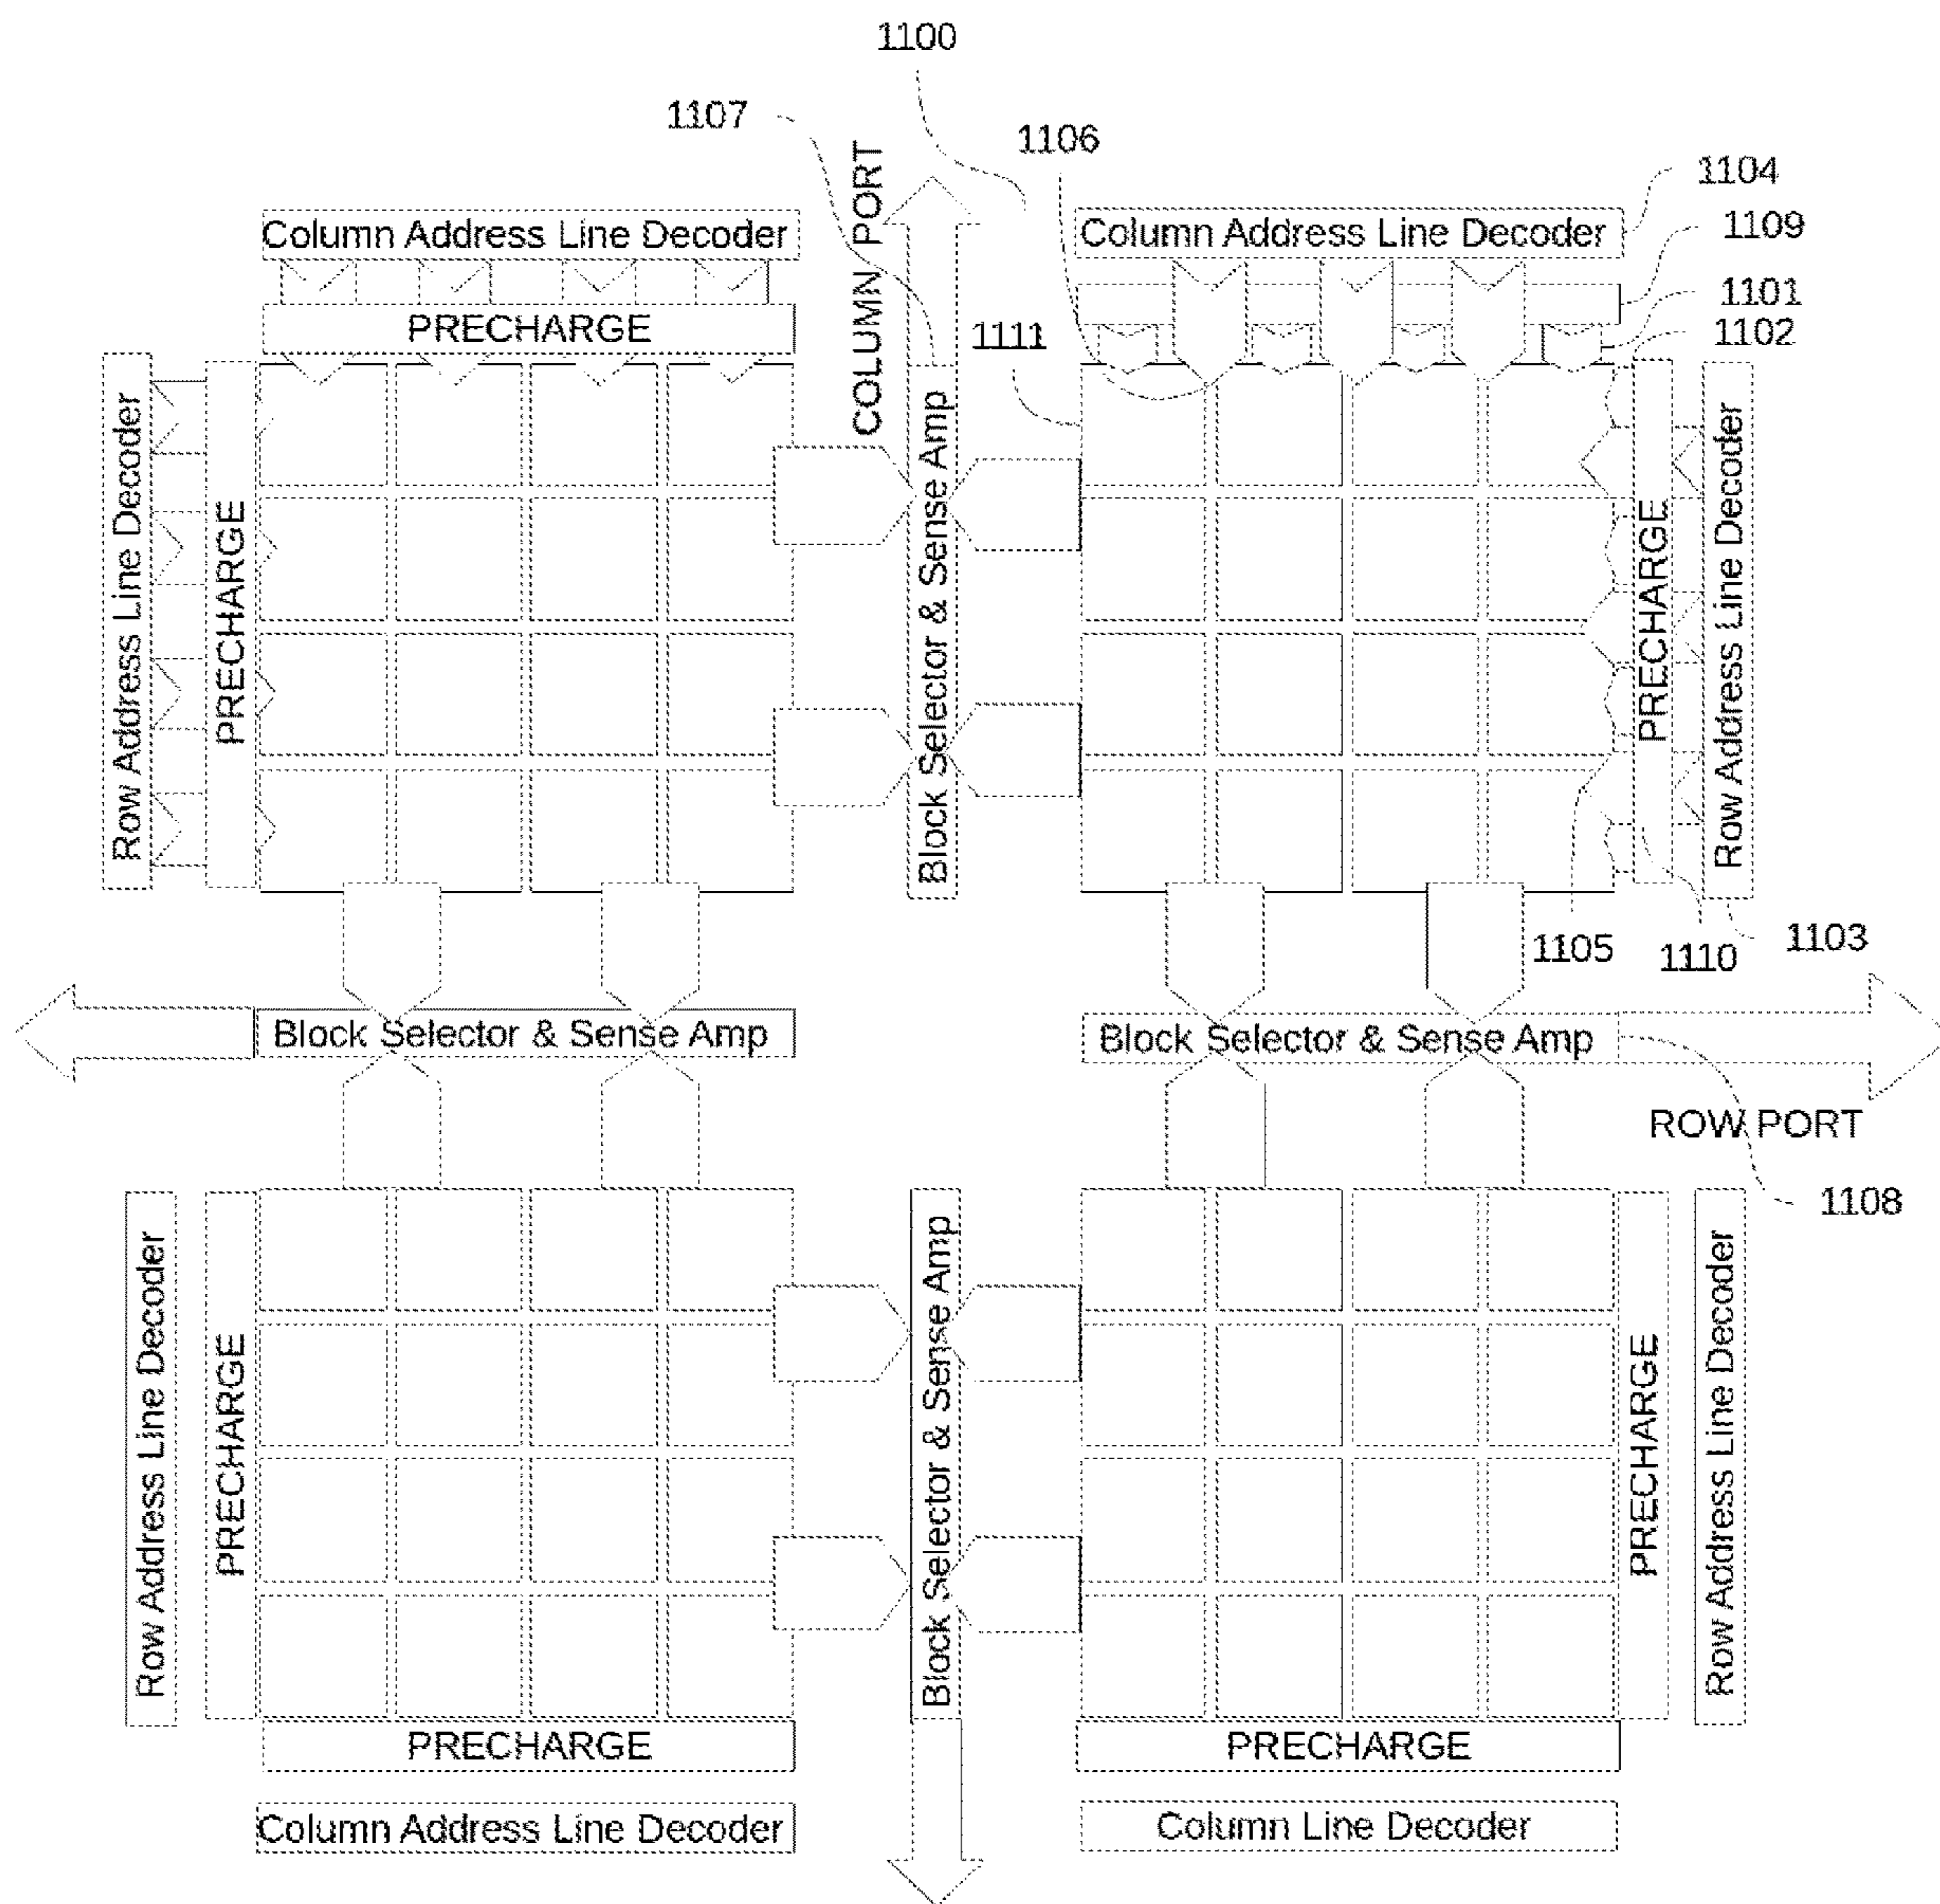 1100
1107
1106
COLUMN PORT
1104
Column Address Line Decoder
Column Address Line Decoder
1109
1101
PRECHARGE
1111
1102
Row Address Line Decoder
PRECHARGE
Block Selector & Sense Amp
PRECHARGE
Row Address Line Decoder
1105
1110
1103
Block Selector & Sense Amp
Block Selector & Sense Amp
ROW PORT
1108
Row Address Line Decoder
PRECHARGE
Block Selector & Sense Amp
PRECHARGE
Row Address Line Decoder
PRECHARGE
PRECHARGE
Column Address Line Decoder
Column Line Decoder